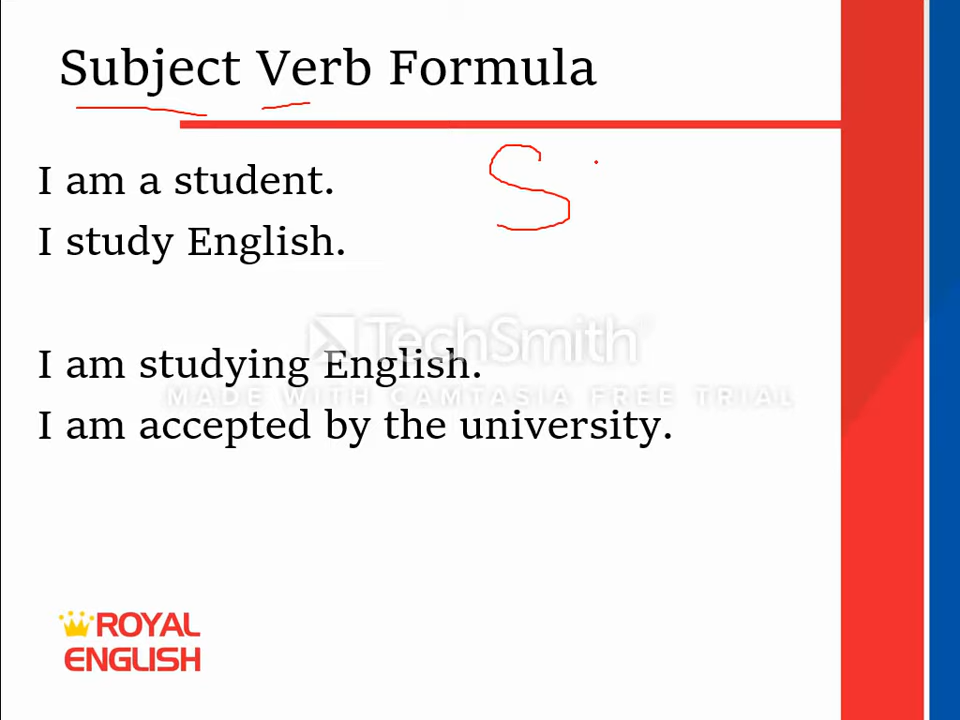 Subject Verb Formula
S
I am a student.
I study English.
TechSmith
I am studying English.
MADE WITH CAMTASIA FREE TRIAL
I am accepted by the university.
ROYAL
ENGLISH